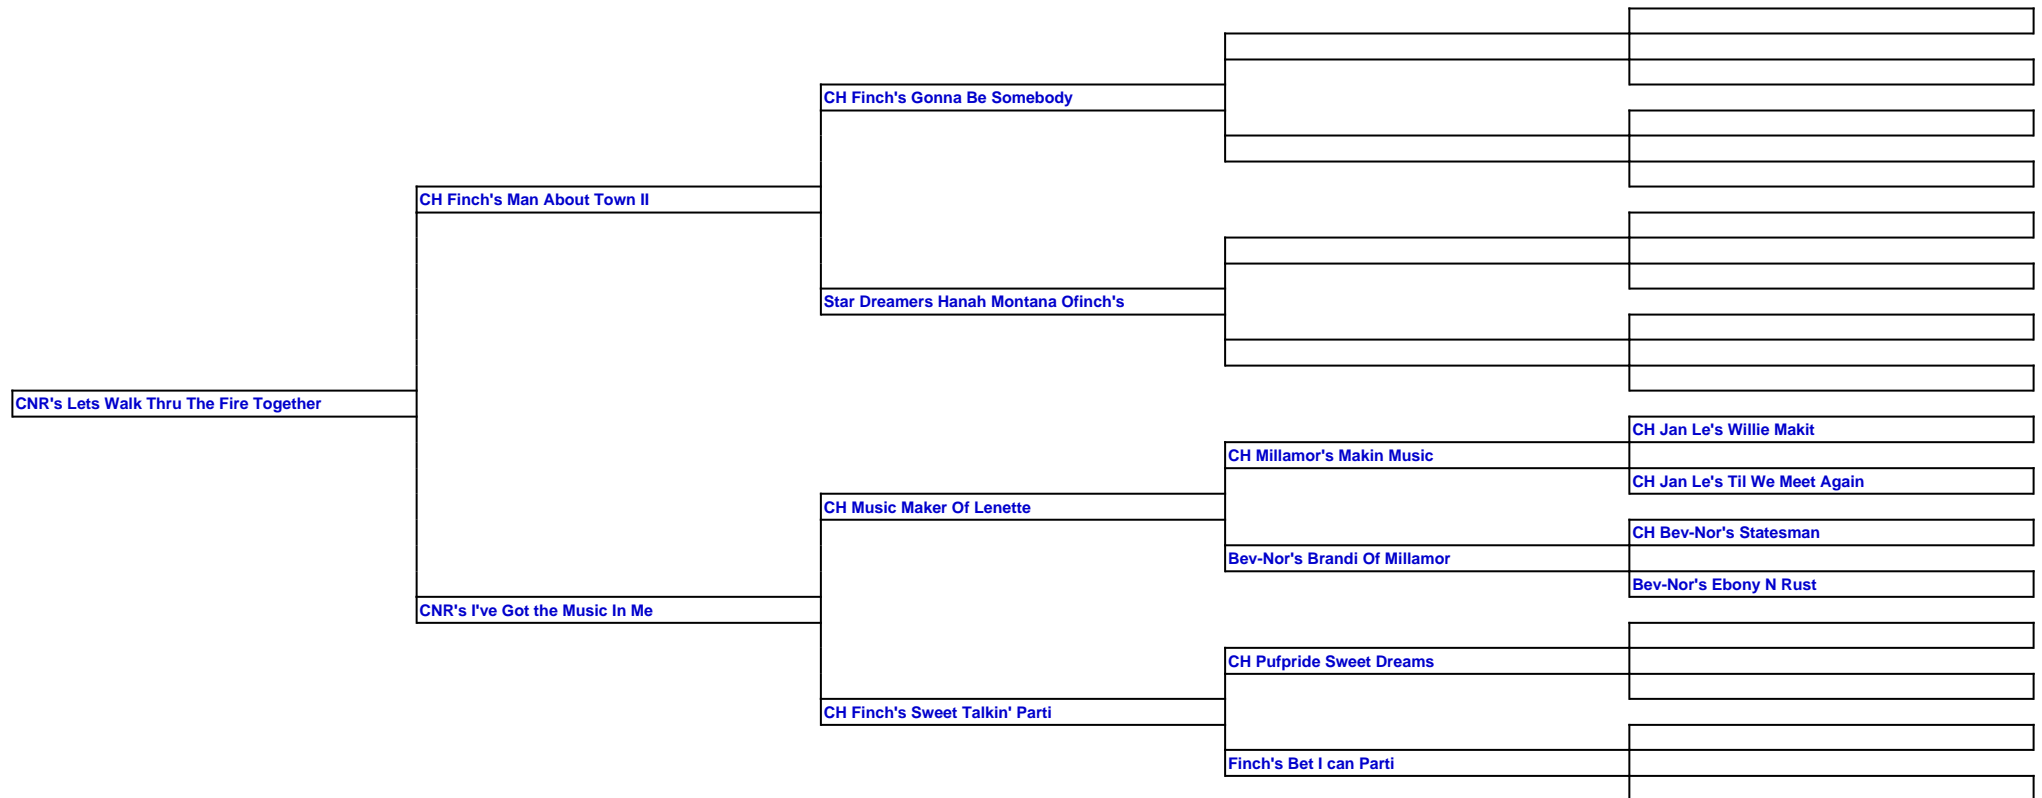 CH Finch's Gonna Be Somebody
CH Finch's Man About Town II
Star Dreamers Hanah Montana Ofinch's
CNR's Lets Walk Thru The Fire Together
CH Jan Le's Willie Makit
CH Millamor's Makin Music
CH Jan Le's Til We Meet Again
CH Music Maker Of Lenette
CH Bev-Nor's Statesman
Bev-Nor's Brandi Of Millamor
Bev-Nor's Ebony N Rust
CNR's I've Got the Music In Me
CH Pufpride Sweet Dreams
CH Finch's Sweet Talkin' Parti
Finch's Bet I can Parti